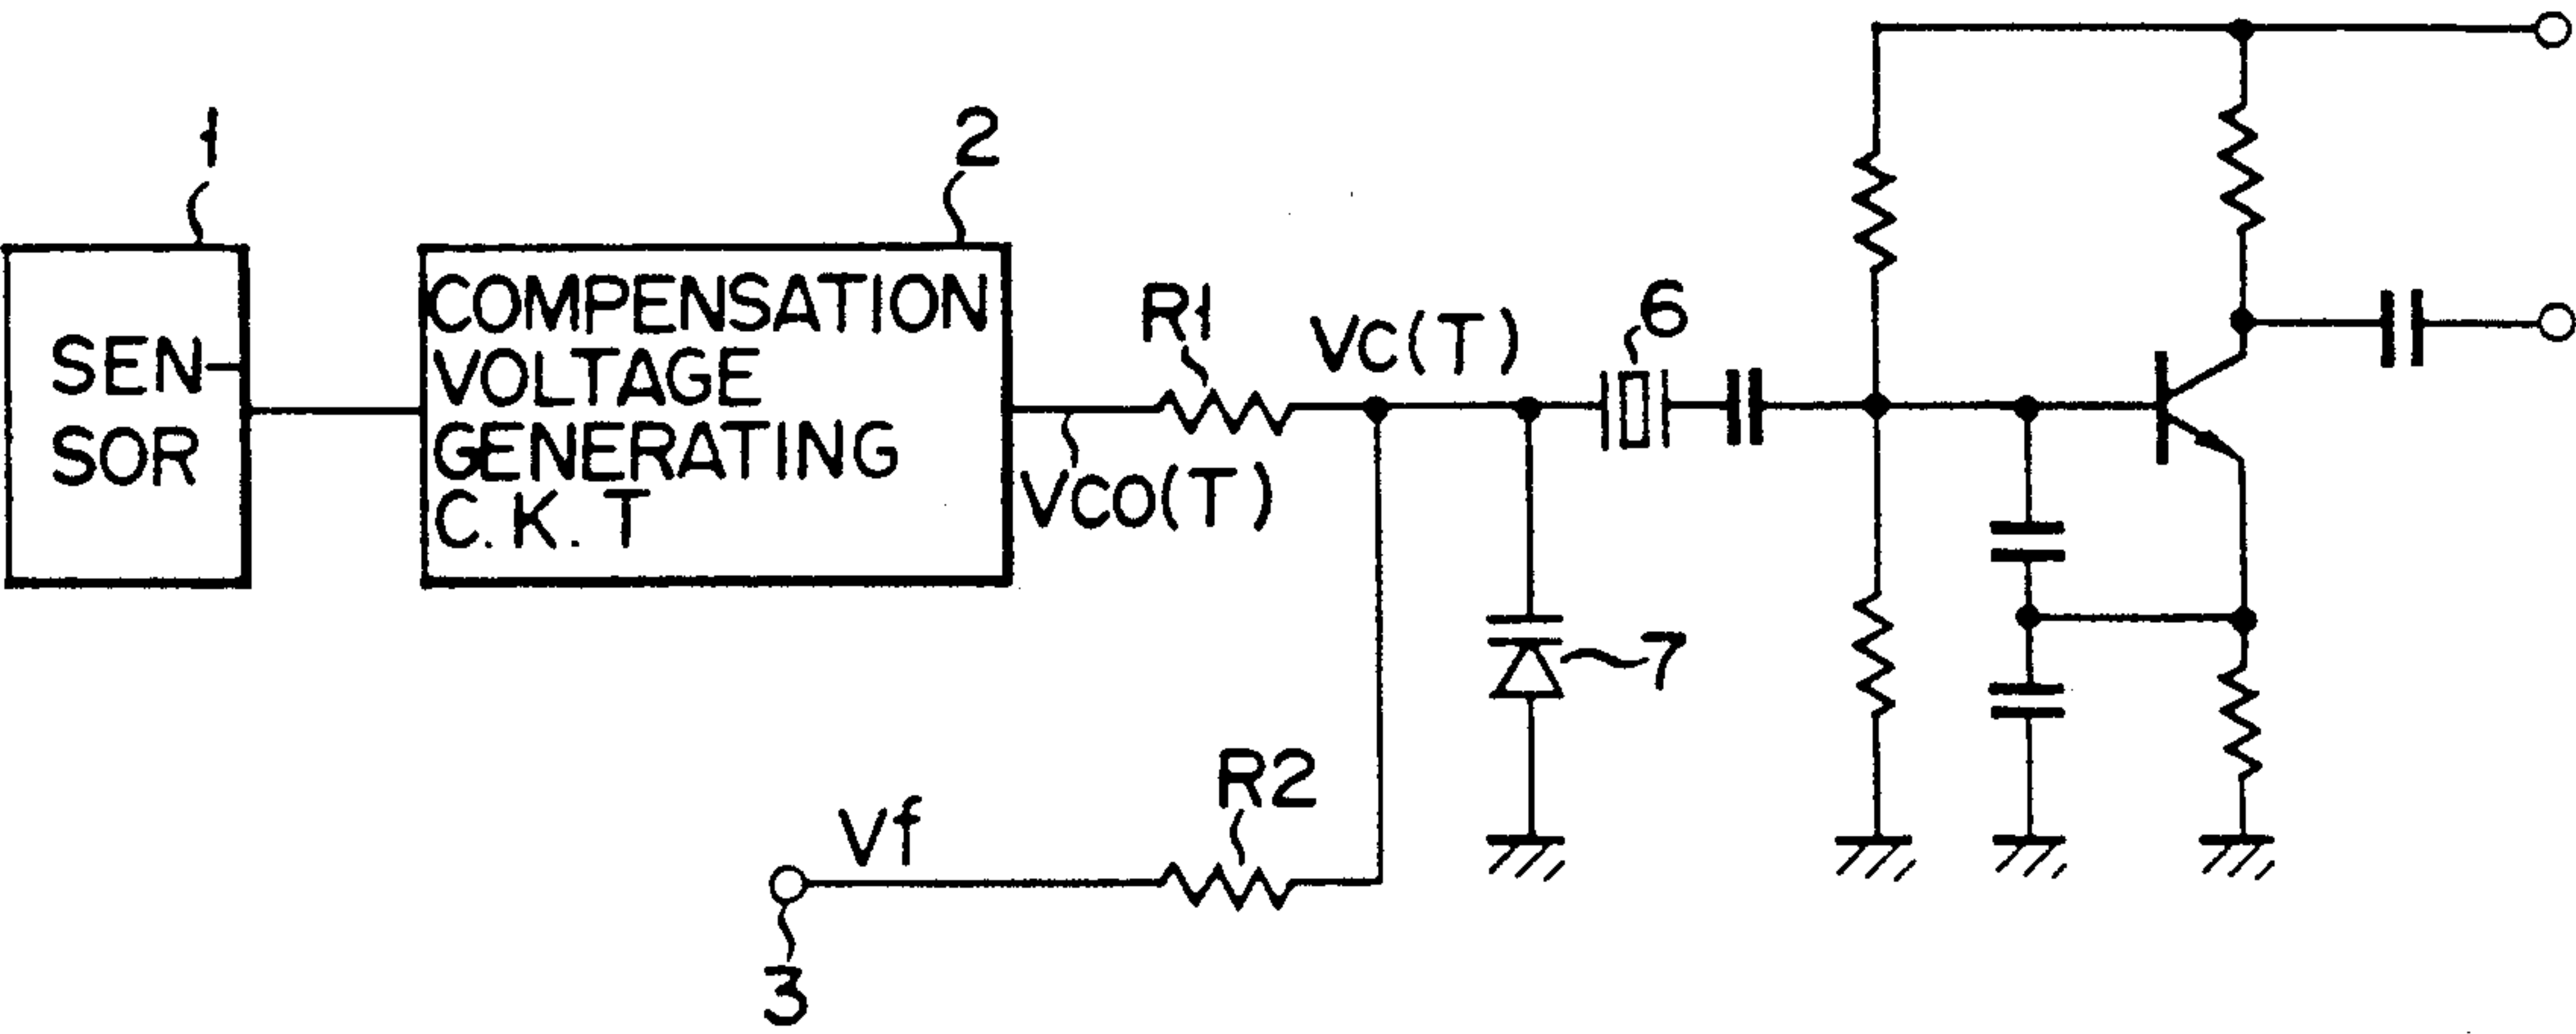 1
2
SEN-
SOR
COMPENSATION
VOLTAGE
GENERATING
C.K.T
R1
VC(T)
6
VCO(T)
7
R2
Vf
3